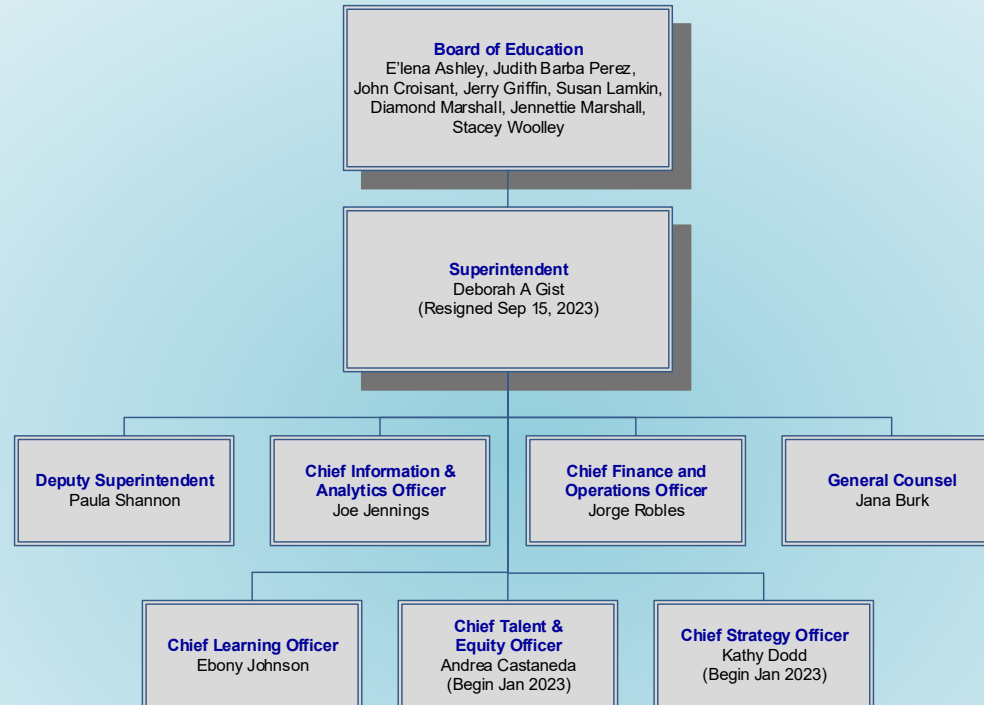 Board of Education
E'lena Ashley, Judith Barba Perez,
John Croisant, Jerry Griffin, Susan Lamkin,
Diamond Marshall, Jennettie Marshall,
Stacey Woolley
Superintendent
Deborah A Gist
(Resigned Sep 15, 2023)
Deputy Superintendent
Paula Shannon
Chief Information &
Analytics Officer
Joe Jennings
Chief Finance and
Operations Officer
Jorge Robles
General Counsel
Jana Burk
Chief Learning Officer
Ebony Johnson
Chief Talent &
Equity Officer
Andrea Castaneda
(Begin Jan 2023)
Chief Strategy Officer
Kathy Dodd
(Begin Jan 2023)